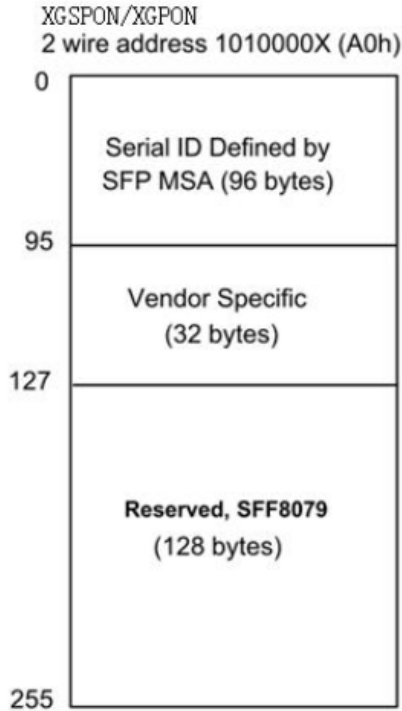 XGSPON/XGPON
2 wire address 1010000X (A0h)
0
Serial ID Defined by
SFP MSA (96 bytes)
95
Vendor Specific
(32 bytes)
127
Reserved, SFF8079
(128 bytes)
255